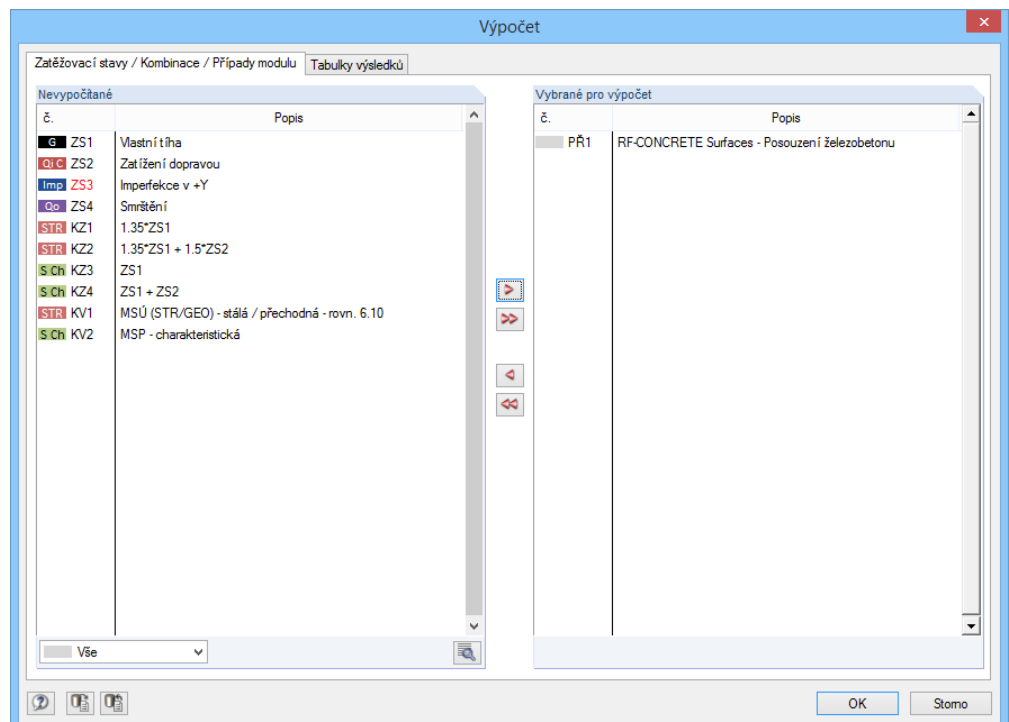 Výpočet
Zatěžovací stavy / Kombinace / Případy modulu Tabulky výsledků
Nevypočítané
č. Popis
G ZS1 Vlastní tíha
Qi C ZS2 Zatížení dopravou
Imp ZS3 Imperfekce v +Y
Qo ZS4 Smrštění
STR KZ1 1.35*ZS1
STR KZ2 1.35*ZS1 + 1.5*ZS2
S Ch KZ3 ZS1
S Ch KZ4 ZS1 + ZS2
STR KV1 MSÚ (STR/GEO) - stálá / přechodná - rovn. 6.10
S Ch KV2 MSP - charakteristická
Vše
Vybrané pro výpočet
č. Popis
PŘ1 RF-CONCRETE Surfaces - Posouzení železobetonu
OK Storno